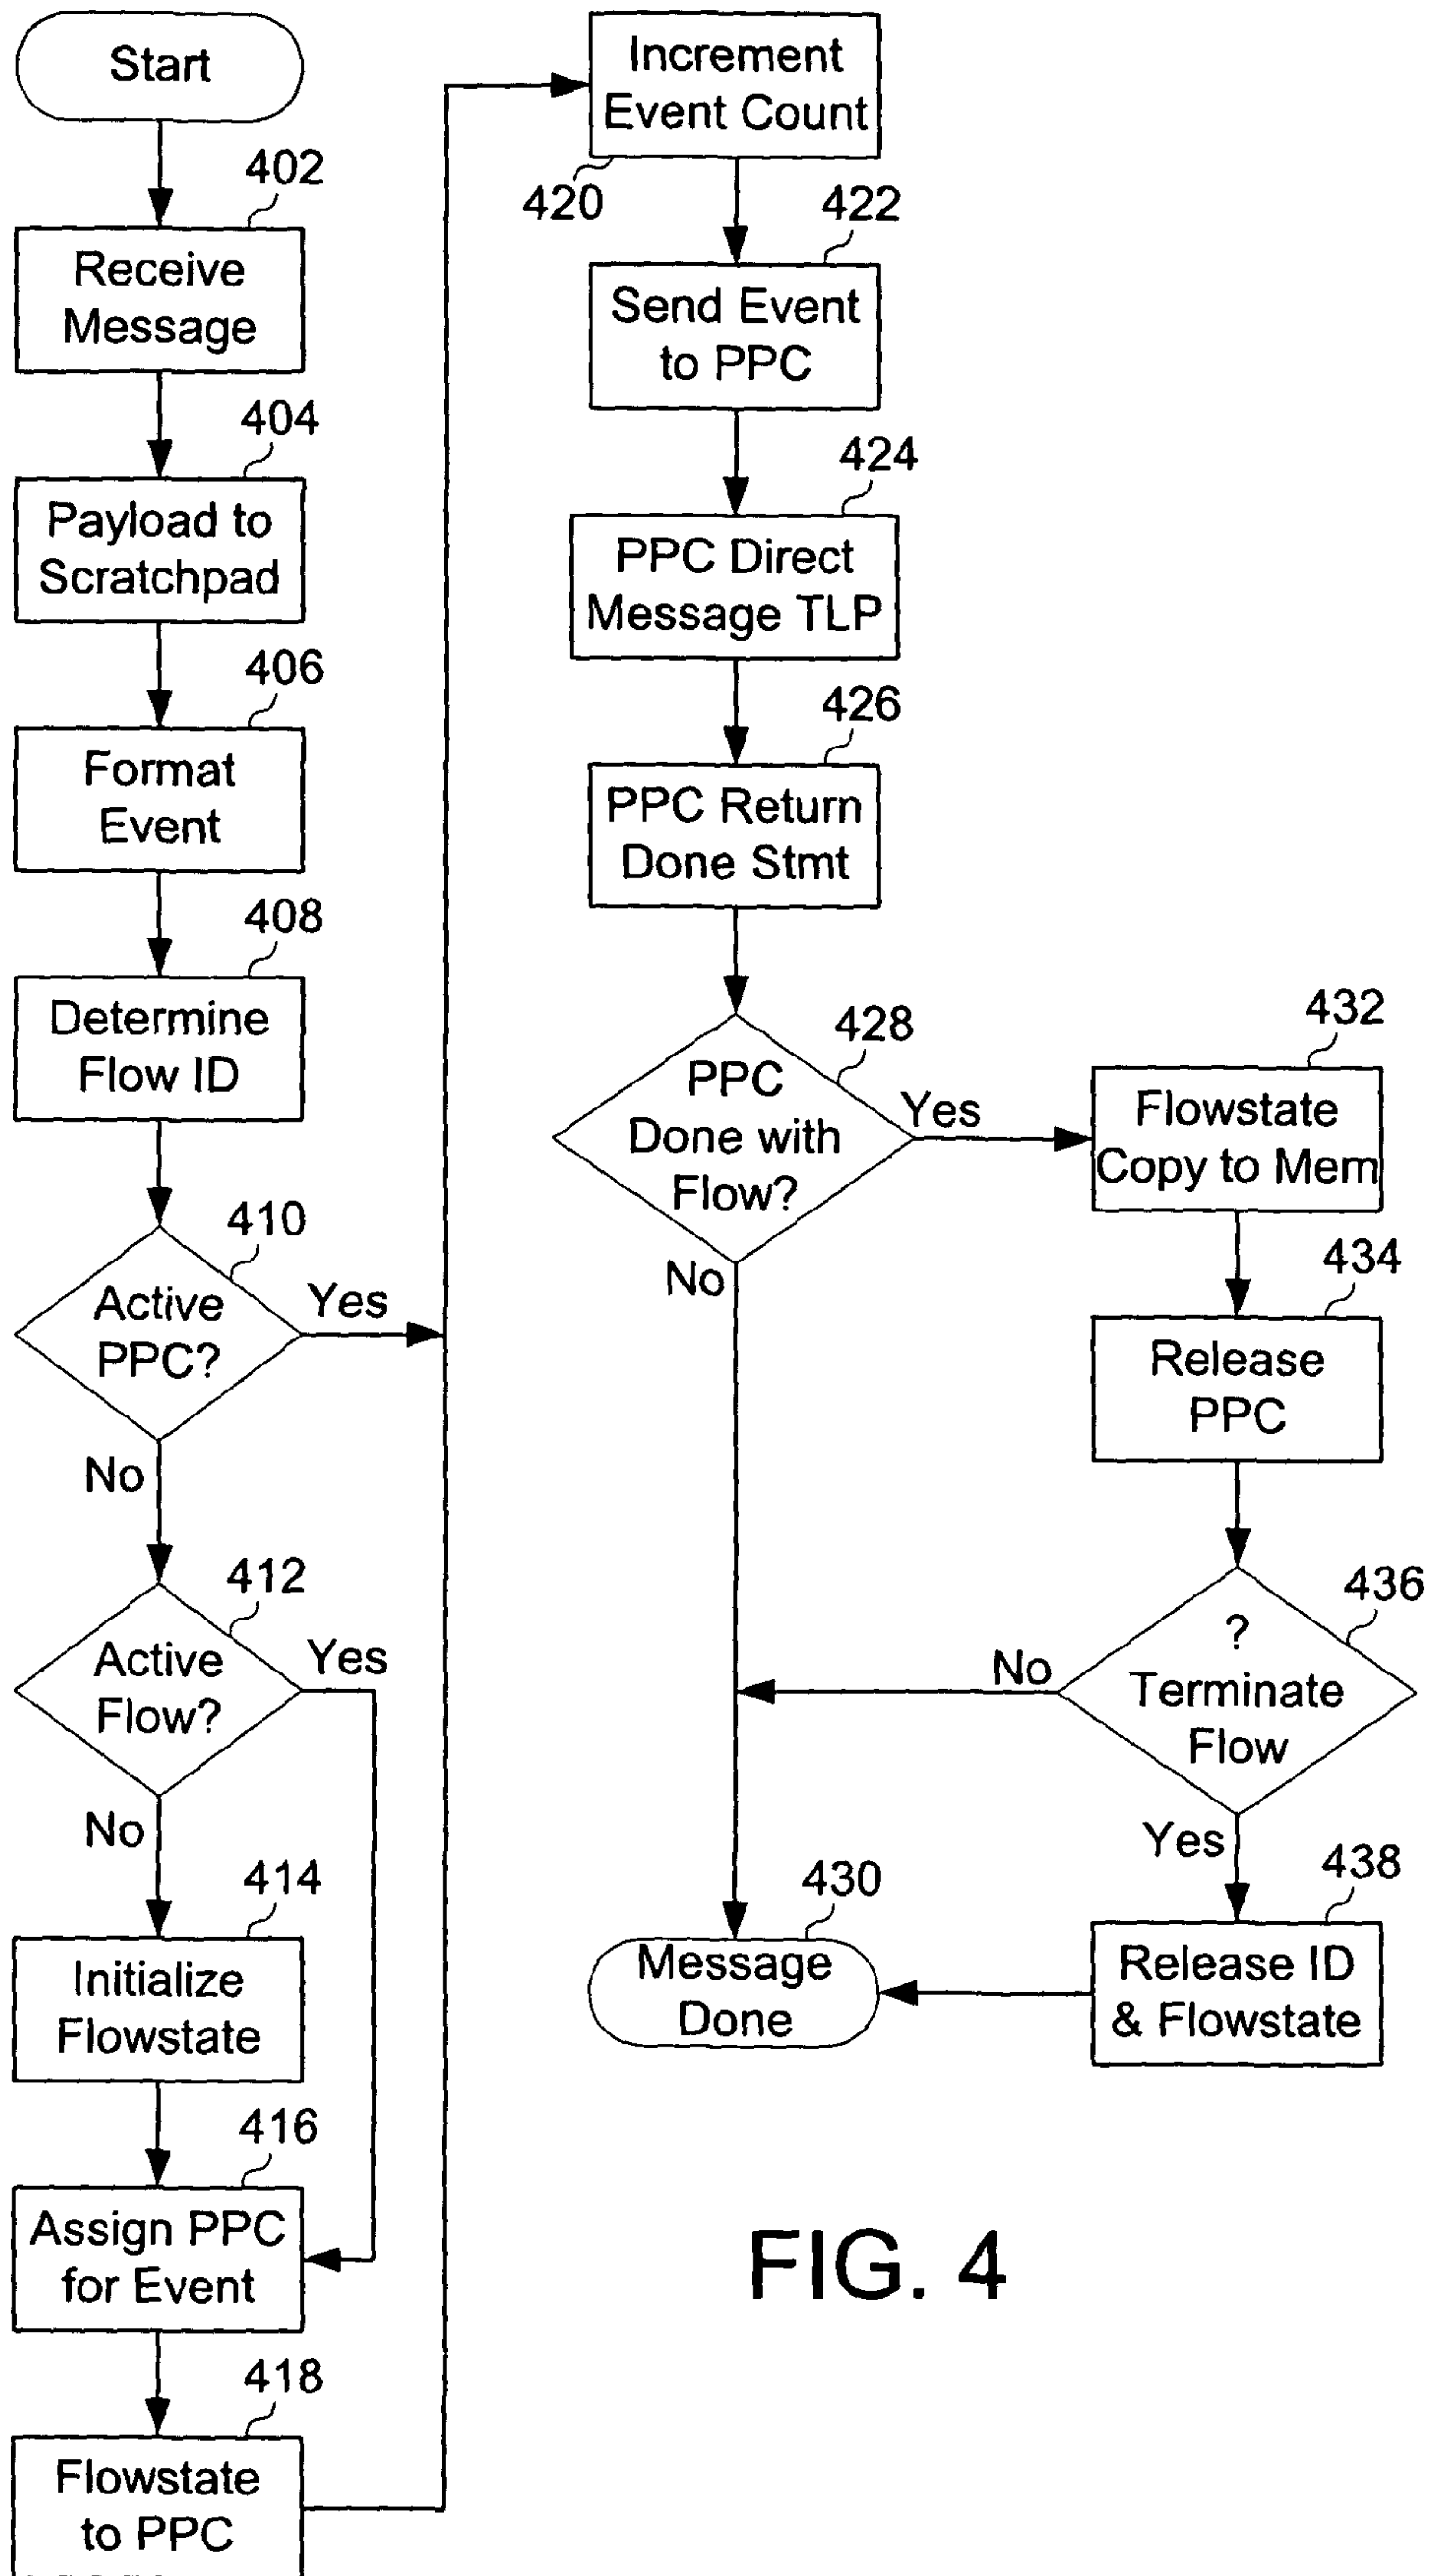 Start
402
Receive
Message
404
Payload to
Scratchpad
406
Format
Event
408
Determine
Flow ID
410
Active
PPC?
Yes
No
412
Active
Flow?
Yes
No
414
Initialize
Flowstate
416
Assign PPC
for Event
418
Flowstate
to PPC
Increment
Event Count
420
422
Send Event
to PPC
424
PPC Direct
Message TLP
426
PPC Return
Done Stmt
428
PPC
Done with
Flow?
Yes
No
432
Flowstate
Copy to Mem
434
Release
PPC
436
?
Terminate
Flow
No
Yes
438
Release ID
& Flowstate
430
Message
Done
FIG. 4